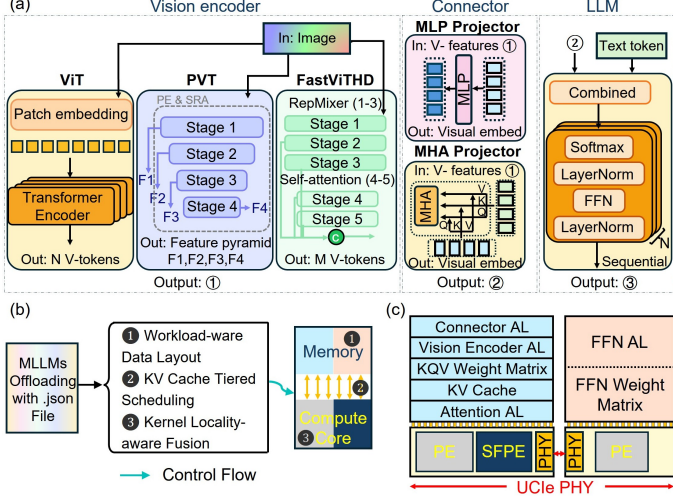 (a)
Vision encoder
Connector
LLM
In: Image
ViT
PVT
FastViTHD
Patch embedding
Transformer
Encoder
Out: N V-tokens
PE & SRA
Stage 1
Stage 2
Stage 3
Stage 4
F1
F2
F3
F4
Out: Feature pyramid
F1,F2,F3,F4
RepMixer (1-3)
Stage 1
Stage 2
Stage 3
Self-attention (4-5)
Stage 4
Stage 5
C
Out: M V-tokens
Output: ①
MLP Projector
In: V- features ①
MLP
Out: Visual embed
MHA Projector
In: V- features ①
MHA
V
K
Q
Q
K
V
Out: Visual embed
Output: ②
②
Text token
Combined
Softmax
LayerNorm
FFN
LayerNorm
N
Sequential
Output: ③
(b)
MLLMs
Offloading
with .json
File
❶ Workload-ware
Data Layout
❷ KV Cache Tiered
Scheduling
❸ Kernel Locality-
aware Fusion
Control Flow
❶
Memory
❷
Compute
❸ Core
(c)
Connector AL
Vision Encoder AL
KQV Weight Matrix
KV Cache
Attention AL
FFN AL
FFN Weight
Matrix
PE
SFPE
PHY
PHY
PE
UCIe PHY